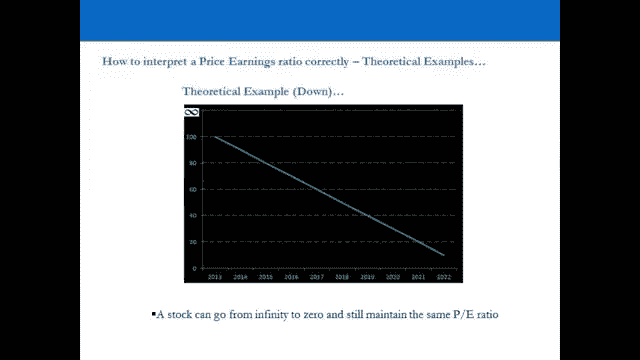 How to interpret a Price Earnings ratio correctly – Theoretical Examples…
Theoretical Example (Down)…
∞
100
80
60
40
20
0
2013 2014 2015 2016 2017 2018 2019 2020 2021 2022
▪A stock can go from infinity to zero and still maintain the same P/E ratio